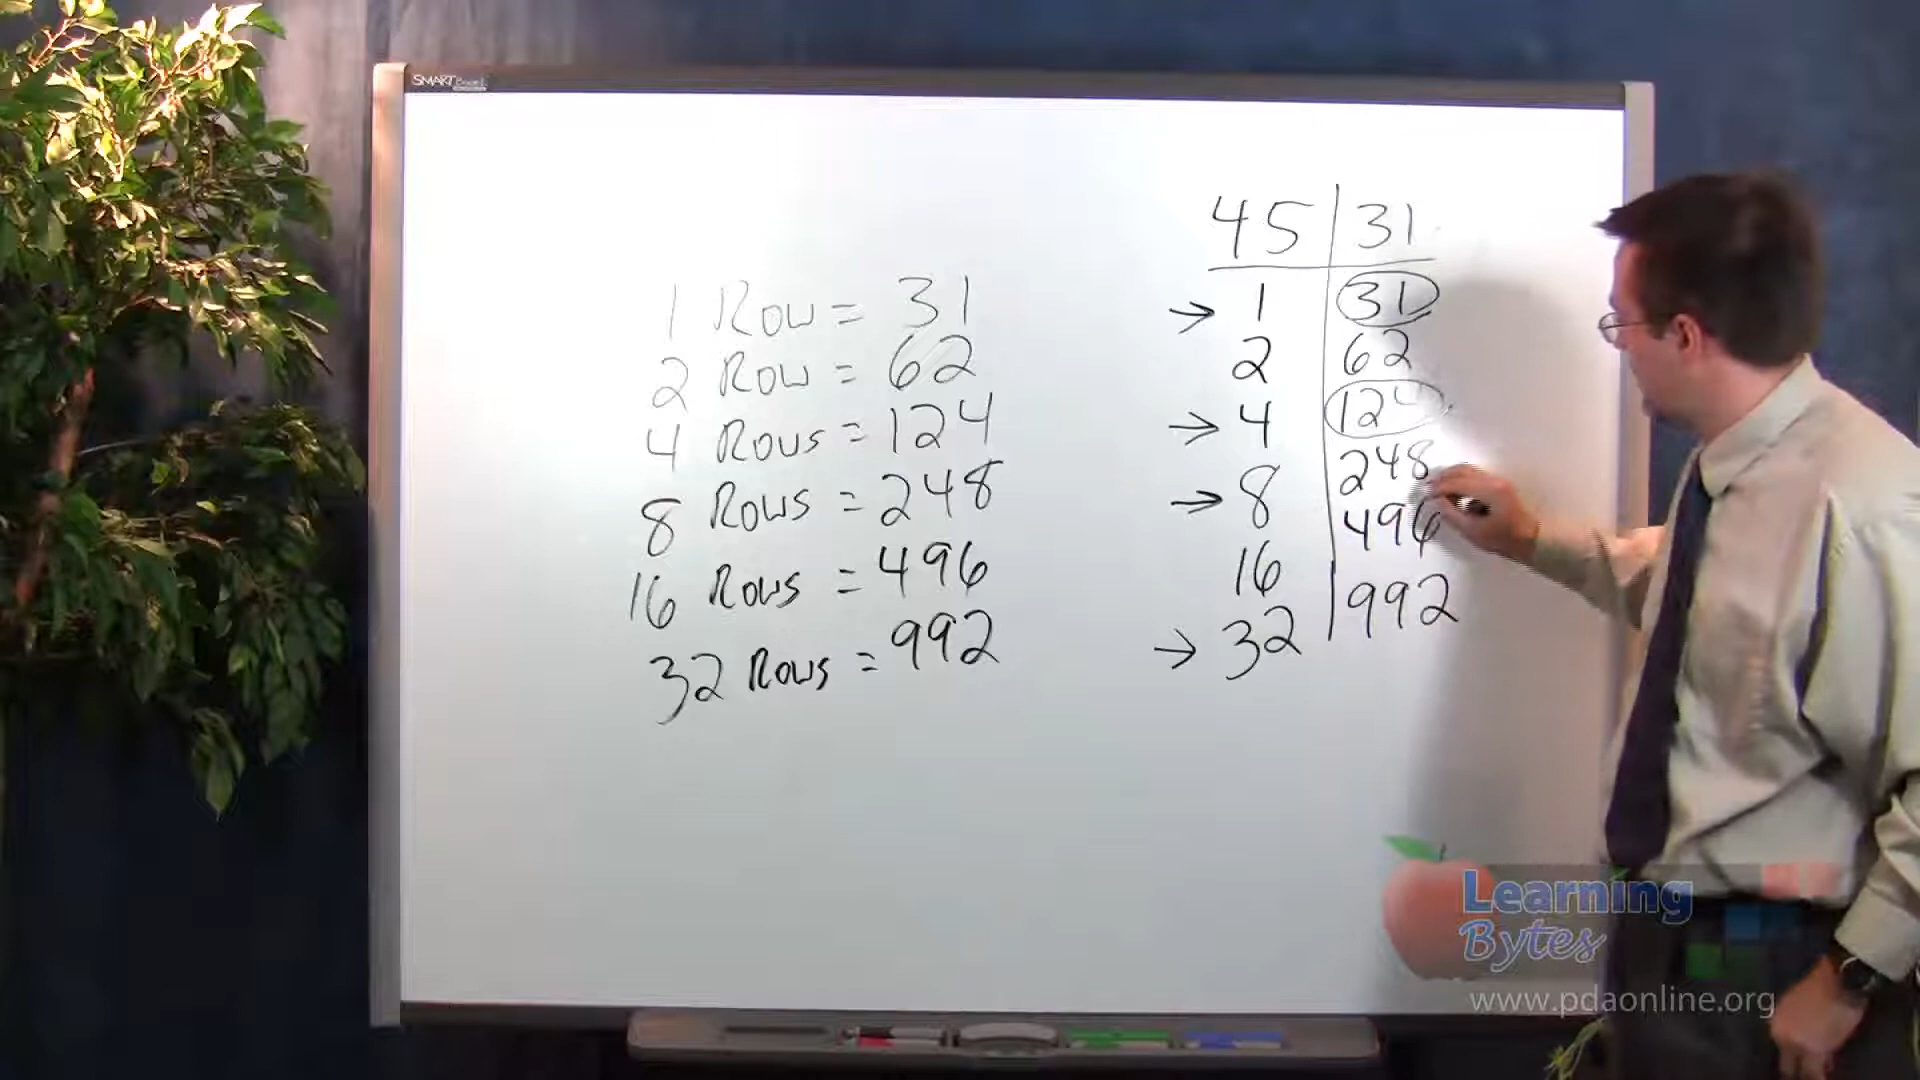 SMART Board
1 Row = 31
2 Row = 62
4 Rows = 124
8 Rows = 248
16 Rows = 496
32 Rows = 992
45 31
→ 1 31
2 62
→ 4 124
→ 8 248
16 496
→ 32 992
Learning
Bytes
www.pdaonline.org